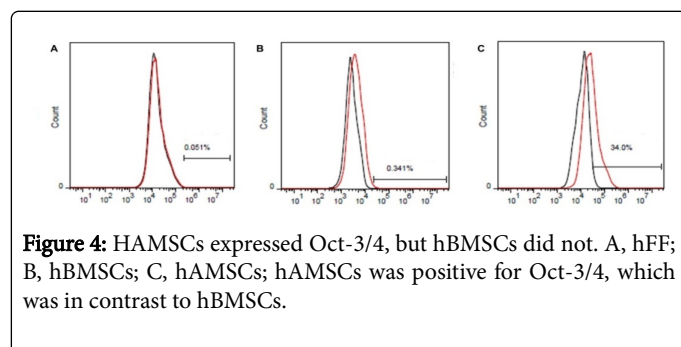 A
B
C
Count
0.051%
0
10¹ 10² 10³ 10⁴ 10⁵ 10⁶ 10⁷
Count
0.341%
0
10¹ 10² 10³ 10⁴ 10⁵ 10⁶ 10⁷
Count
34.0%
0
10¹ 10² 10³ 10⁴ 10⁵ 10⁶ 10⁷
Figure 4: HAMSCs expressed Oct-3/4, but hBMSCs did not. A, hFF;
B, hBMSCs; C, hAMSCs; hAMSCs was positive for Oct-3/4, which
was in contrast to hBMSCs.